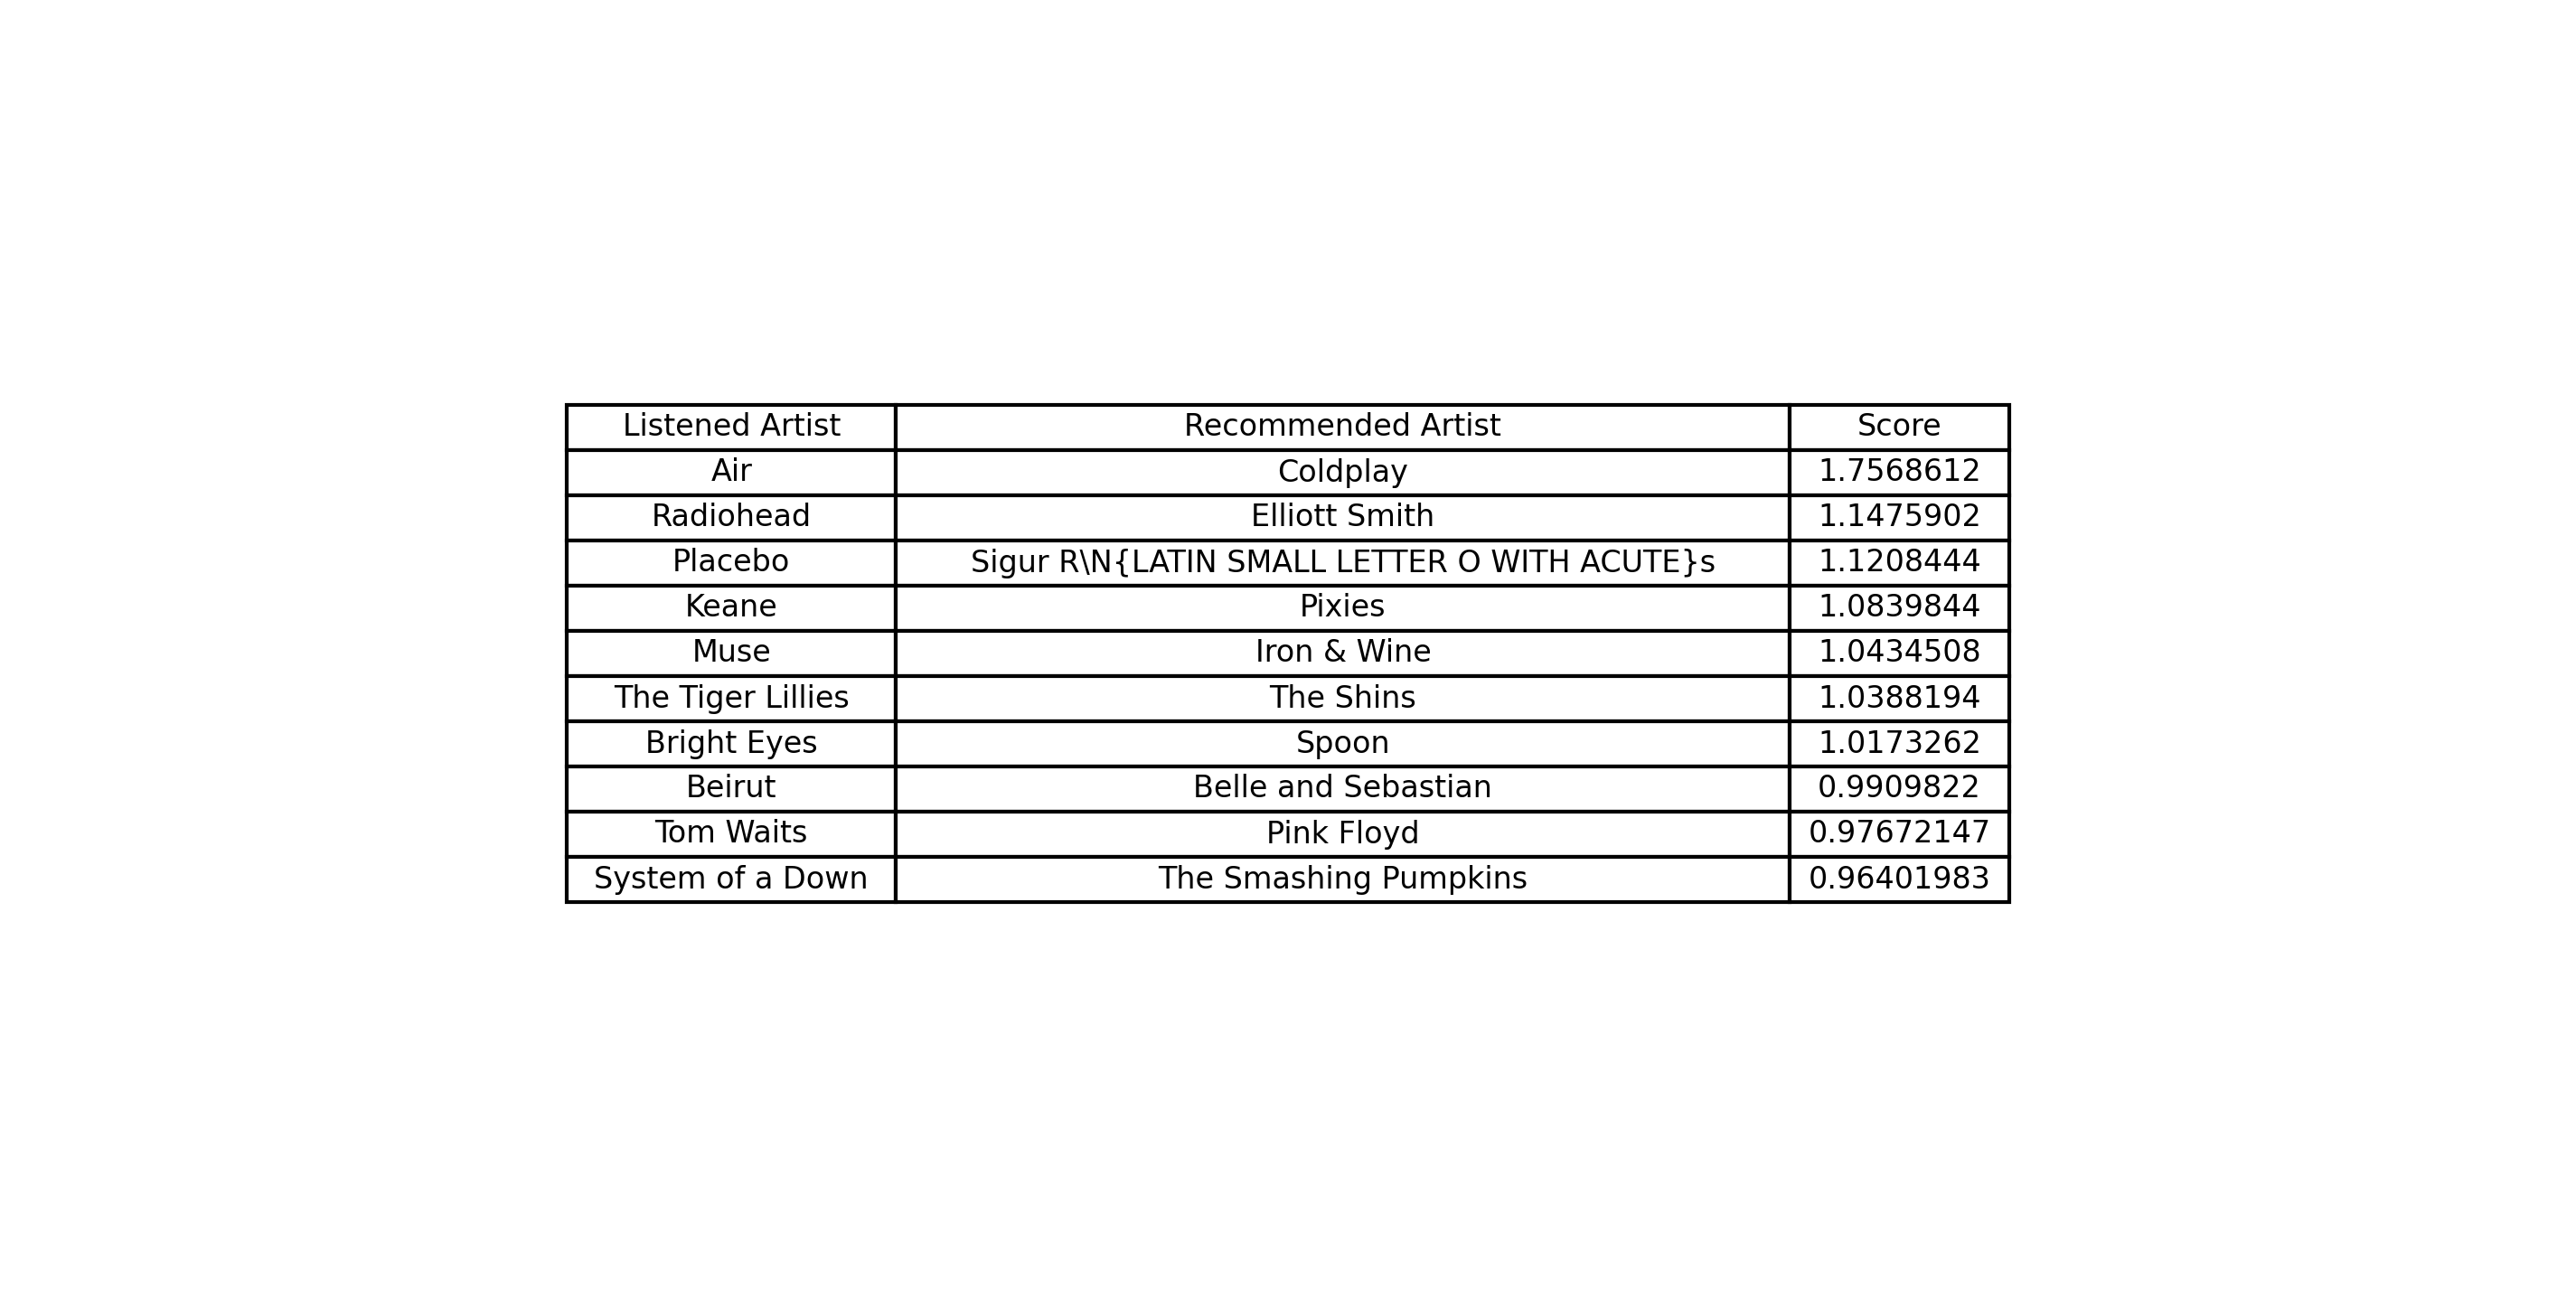 Listened Artist Recommended Artist Score
Air Coldplay 1.7568612
Radiohead Elliott Smith 1.1475902
Placebo Sigur R\N{LATIN SMALL LETTER O WITH ACUTE}s 1.1208444
Keane Pixies 1.0839844
Muse Iron & Wine 1.0434508
The Tiger Lillies The Shins 1.0388194
Bright Eyes Spoon 1.0173262
Beirut Belle and Sebastian 0.9909822
Tom Waits Pink Floyd 0.97672147
System of a Down The Smashing Pumpkins 0.96401983